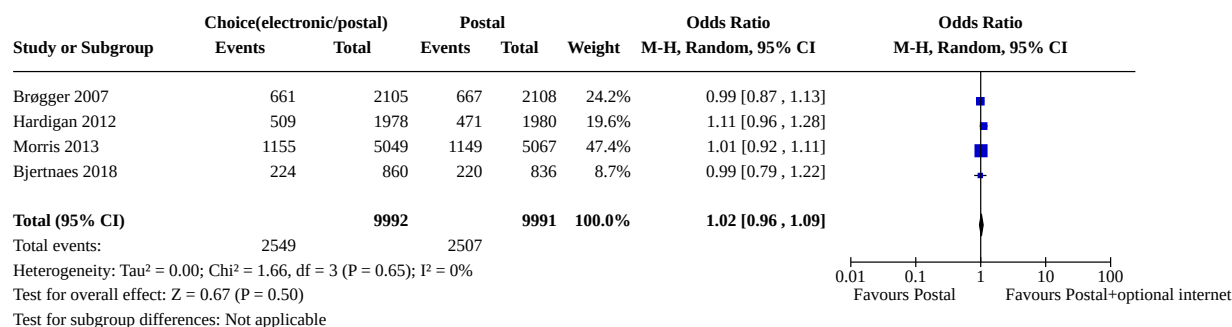 Choice(electronic/postal) Postal Odds Ratio Odds Ratio
Study or Subgroup Events Total Events Total Weight M-H, Random, 95% CI M-H, Random, 95% CI
Brøgger 2007 661 2105 667 2108 24.2% 0.99 [0.87 , 1.13]
Hardigan 2012 509 1978 471 1980 19.6% 1.11 [0.96 , 1.28]
Morris 2013 1155 5049 1149 5067 47.4% 1.01 [0.92 , 1.11]
Bjertnaes 2018 224 860 220 836 8.7% 0.99 [0.79 , 1.22]
Total (95% CI) 9992 9991 100.0% 1.02 [0.96 , 1.09]
Total events: 2549 2507
Heterogeneity: Tau² = 0.00; Chi² = 1.66, df = 3 (P = 0.65); I² = 0%
0.01 0.1 1 10 100
Test for overall effect: Z = 0.67 (P = 0.50) Favours Postal Favours Postal+optional internet
Test for subgroup differences: Not applicable